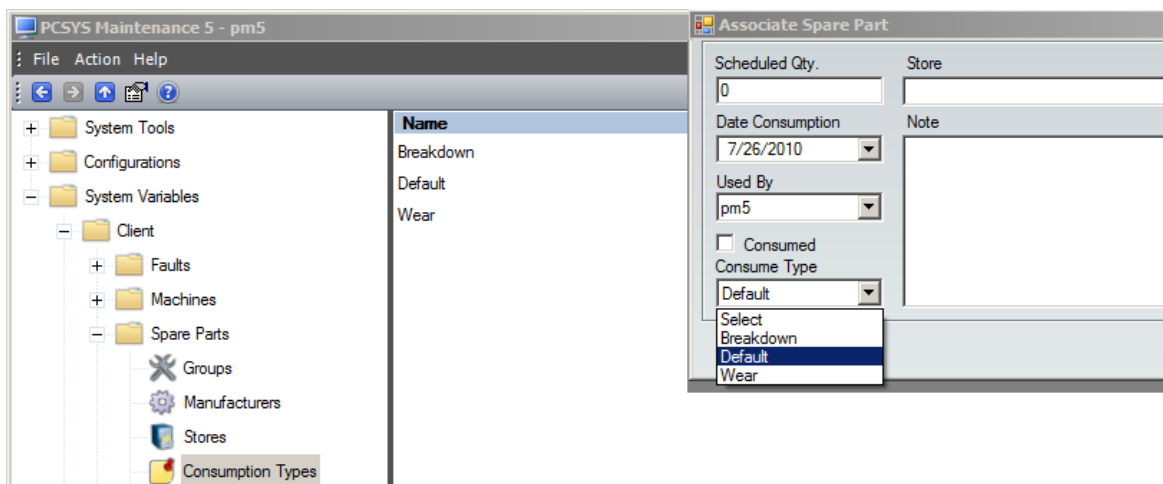 PCSYS Maintenance 5 - pm5
File Action Help
System Tools
Configurations
System Variables
Client
Faults
Machines
Spare Parts
Groups
Manufacturers
Stores
Consumption Types
Name
Breakdown
Default
Wear
Associate Spare Part
Scheduled Qty.
0
Store
Date Consumption
7/26/2010
Note
Used By
pm5
Consumed
Consume Type
Default
Select
Breakdown
Default
Wear